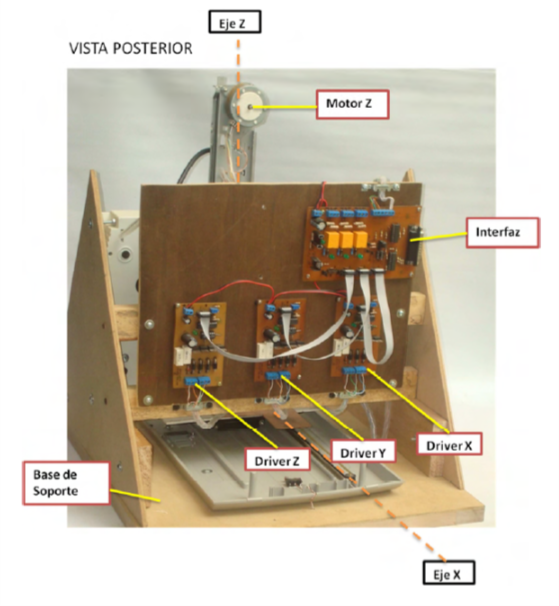 Eje Z
VISTA POSTERIOR
Motor Z
Interfaz
Driver X
Driver Y
Driver Z
Base de
Soporte
Eje X